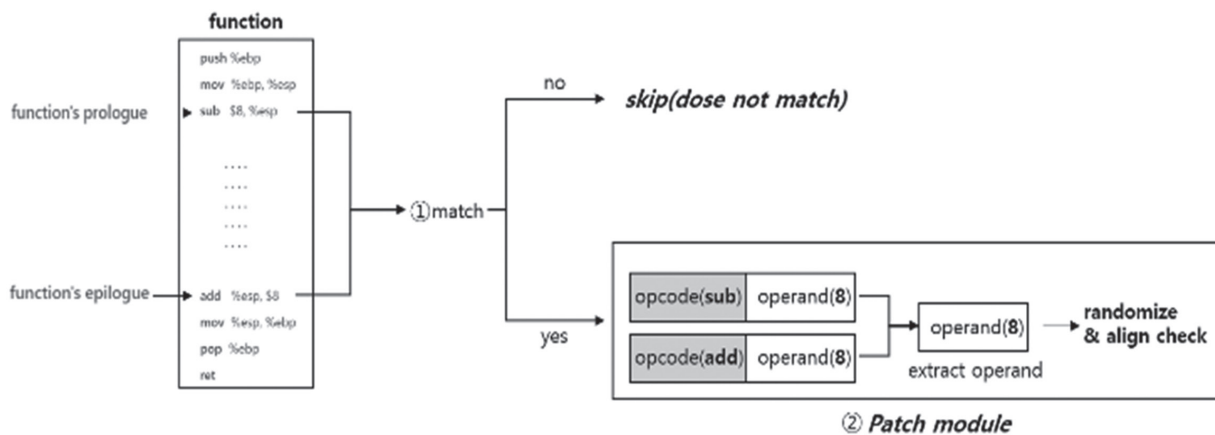 function
push %ebp
mov %ebp, %esp
function's prologue
sub $8, %esp
....
....
....
....
....
function's epilogue
add %esp, $8
mov %esp, %ebp
pop %ebp
ret
①match
no
skip(dose not match)
yes
opcode(sub) operand(8)
opcode(add) operand(8)
operand(8)
extract operand
randomize
& align check
② Patch module